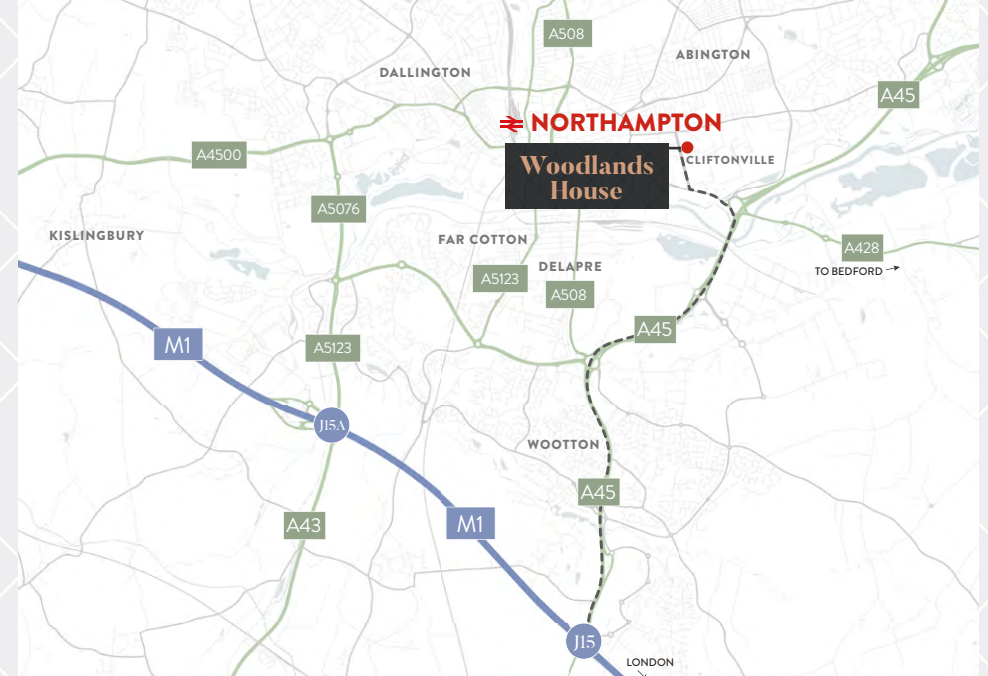 A508
ABINGTON
DALLINGTON
A45
NORTHAMPTON
A4500
Woodlands
House
CLIFTONVILLE
A5076
KISLINGBURY
FAR COTTON
A428
DELAPRE
TO BEDFORD
A5123
A508
A45
M1
A5123
J15A
WOOTTON
A45
M1
A43
J15
LONDON